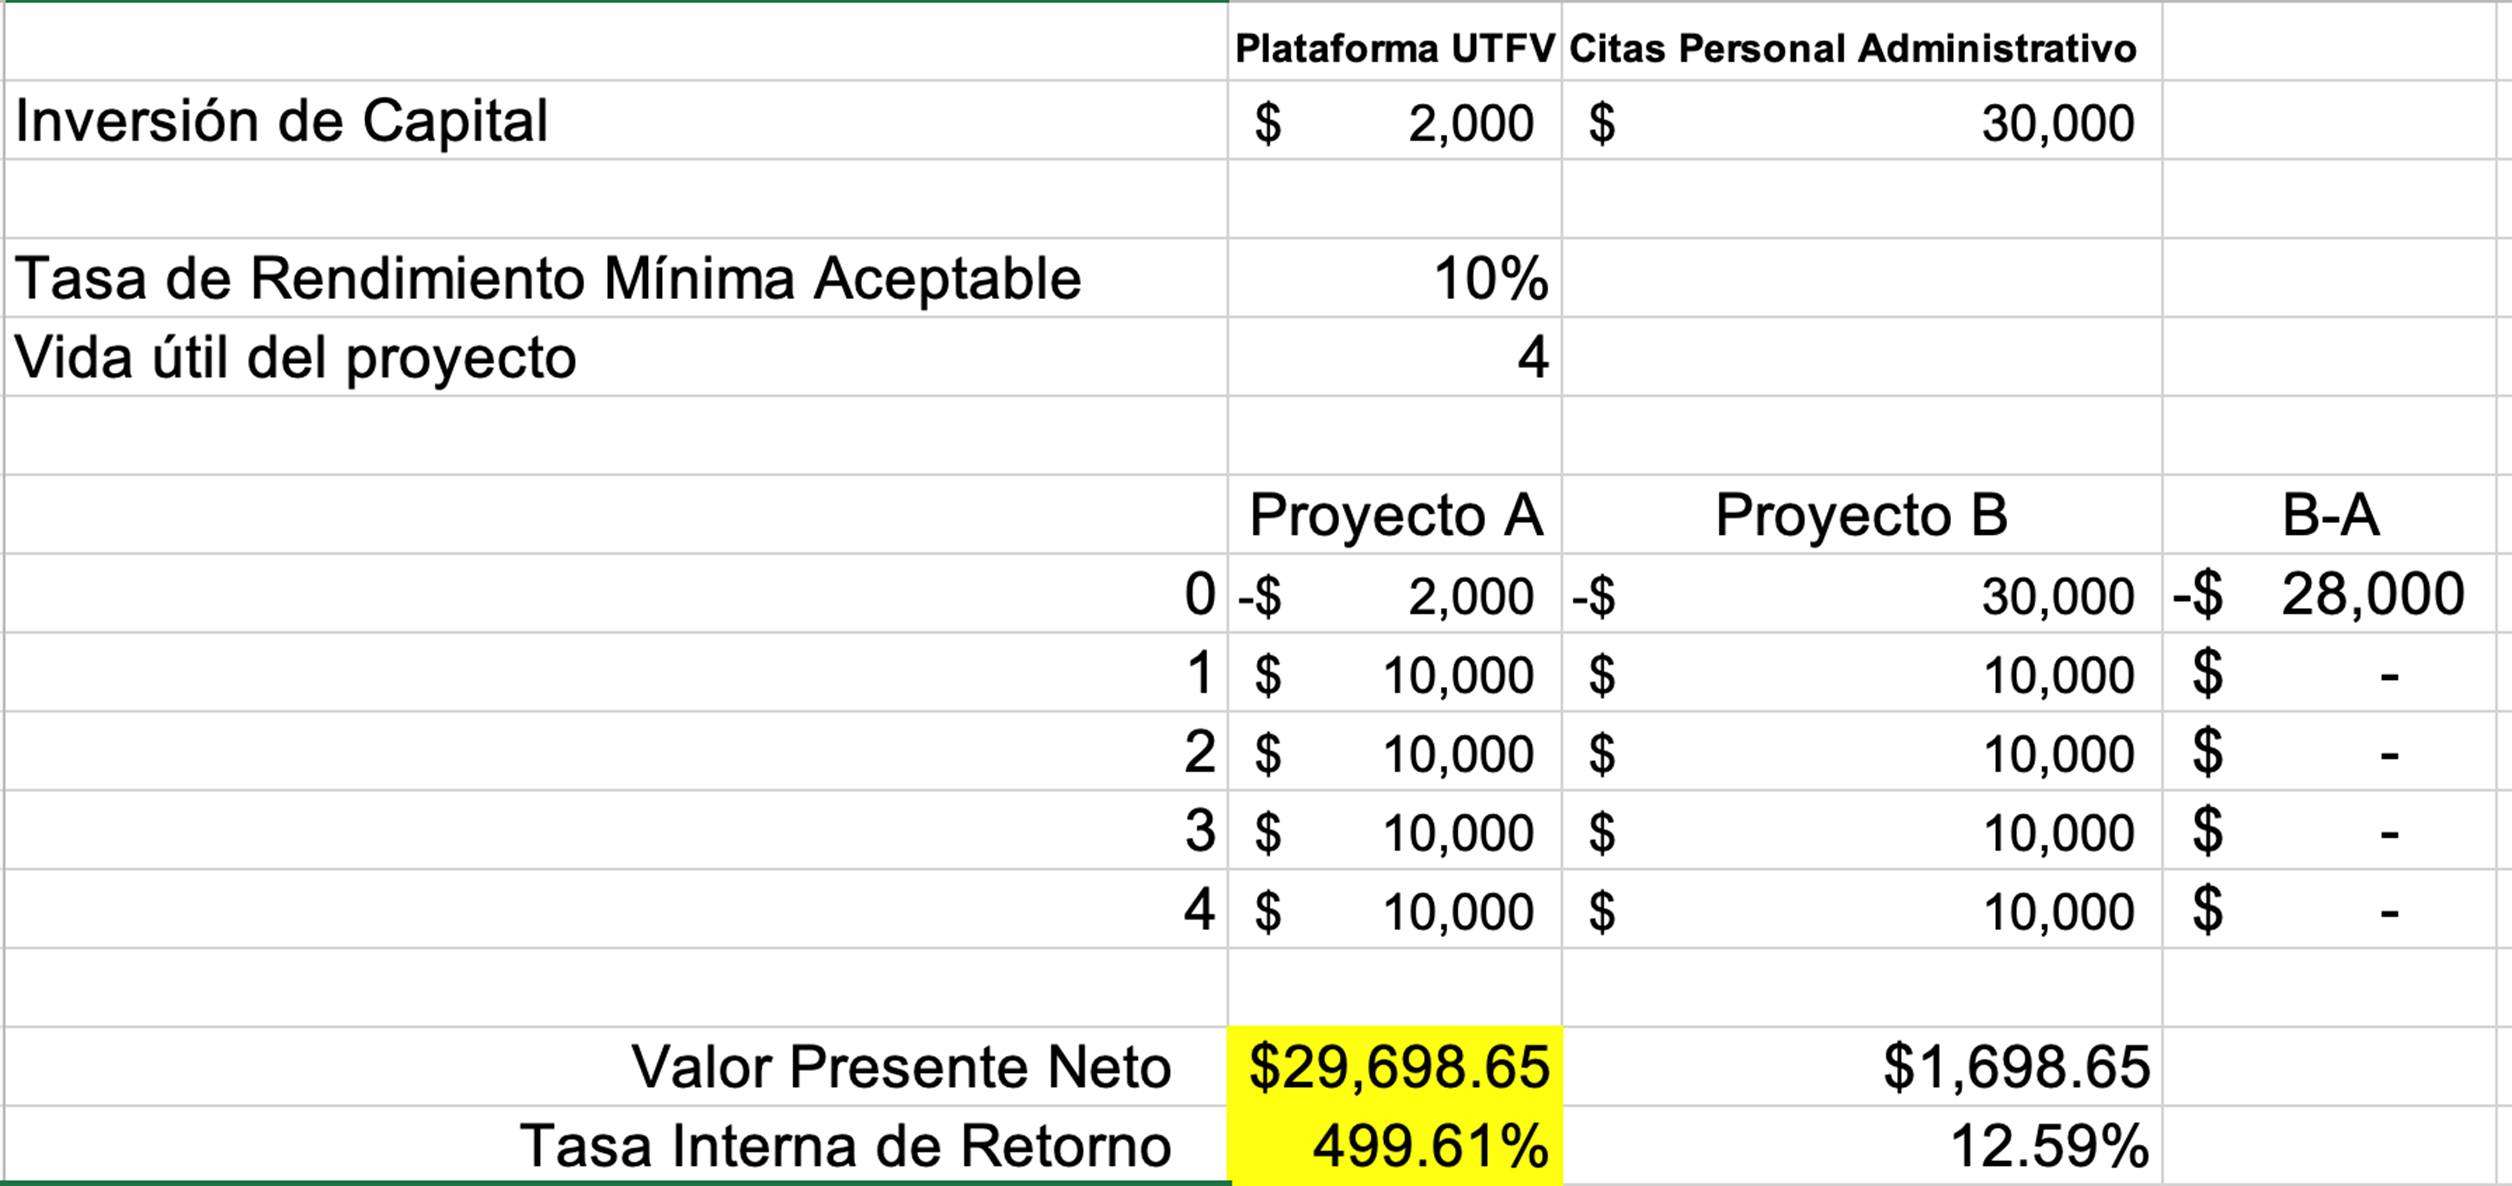 Plataforma UTFV Citas Personal Administrativo
Inversión de Capital $ 2,000 $ 30,000
Tasa de Rendimiento Mínima Aceptable 10%
Vida útil del proyecto 4
Proyecto A Proyecto B B-A
0 -$ 2,000 -$ 30,000 -$ 28,000
1 $ 10,000 $ 10,000 $ -
2 $ 10,000 $ 10,000 $ -
3 $ 10,000 $ 10,000 $ -
4 $ 10,000 $ 10,000 $ -
Valor Presente Neto $29,698.65 $1,698.65
Tasa Interna de Retorno 499.61% 12.59%